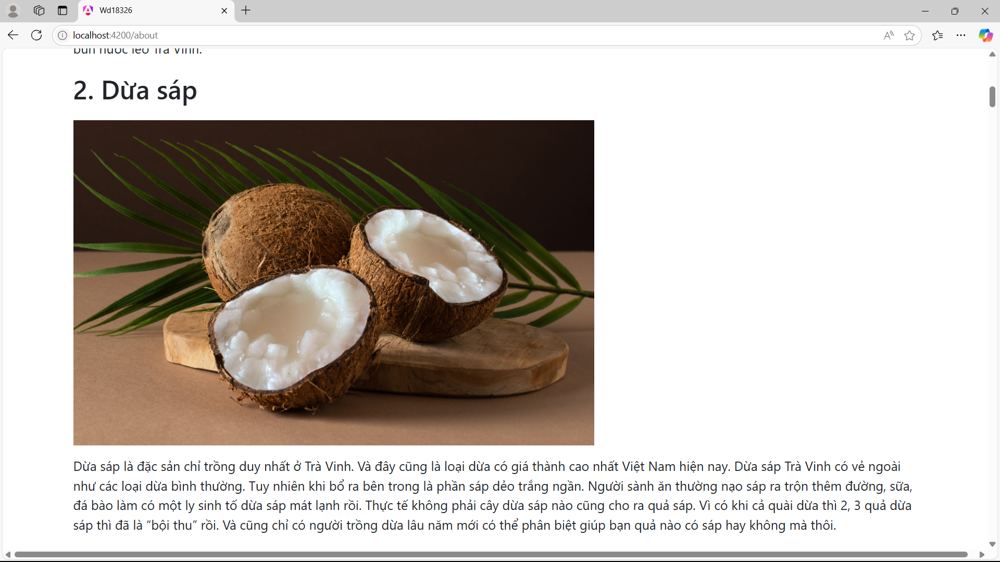 Wd18326
localhost:4200/about
bún nước lèo Trà Vinh.
2. Dừa sáp
Dừa sáp là đặc sản chỉ trồng duy nhất ở Trà Vinh. Và đây cũng là loại dừa có giá thành cao nhất Việt Nam hiện nay. Dừa sáp Trà Vinh có vẻ ngoài
như các loại dừa bình thường. Tuy nhiên khi bổ ra bên trong là phần sáp dẻo trắng ngần. Người sành ăn thường nạo sáp ra trộn thêm đường, sữa,
đá bào làm có một ly sinh tố dừa sáp mát lạnh rồi. Thực tế không phải cây dừa sáp nào cũng cho ra quả sáp. Vì có khi cả quài dừa thì 2, 3 quả dừa
sáp thì đã là “bội thu” rồi. Và cũng chỉ có người trồng dừa lâu năm mới có thể phân biệt giúp bạn quả nào có sáp hay không mà thôi.